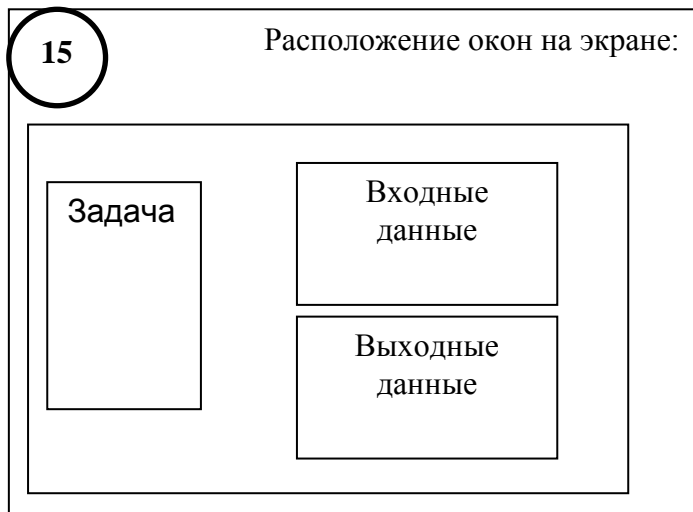 15
Расположение окон на экране:
Задача
Входные
данные
Выходные
данные